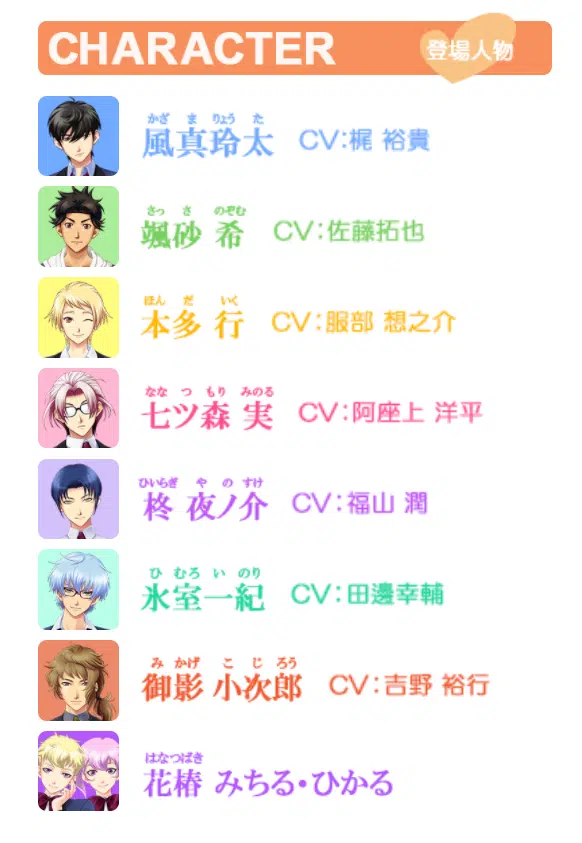 CHARACTER 登場人物
かざ ま りょう た
風真玲太 CV:梶 裕貴
さっ さ のぞむ
颯砂 希 CV:佐藤拓也
ほん だ いく
本多 行 CV:服部 想之介
なな つ もり みのる
七ツ森 実 CV:阿座上 洋平
ひいらぎ や の すけ
柊 夜ノ介 CV:福山 潤
ひ むろ い のり
氷室一紀 CV:田邊幸輔
み かげ こ じ ろう
御影 小次郎 CV:吉野 裕行
はなつばき
花椿 みちる・ひかる